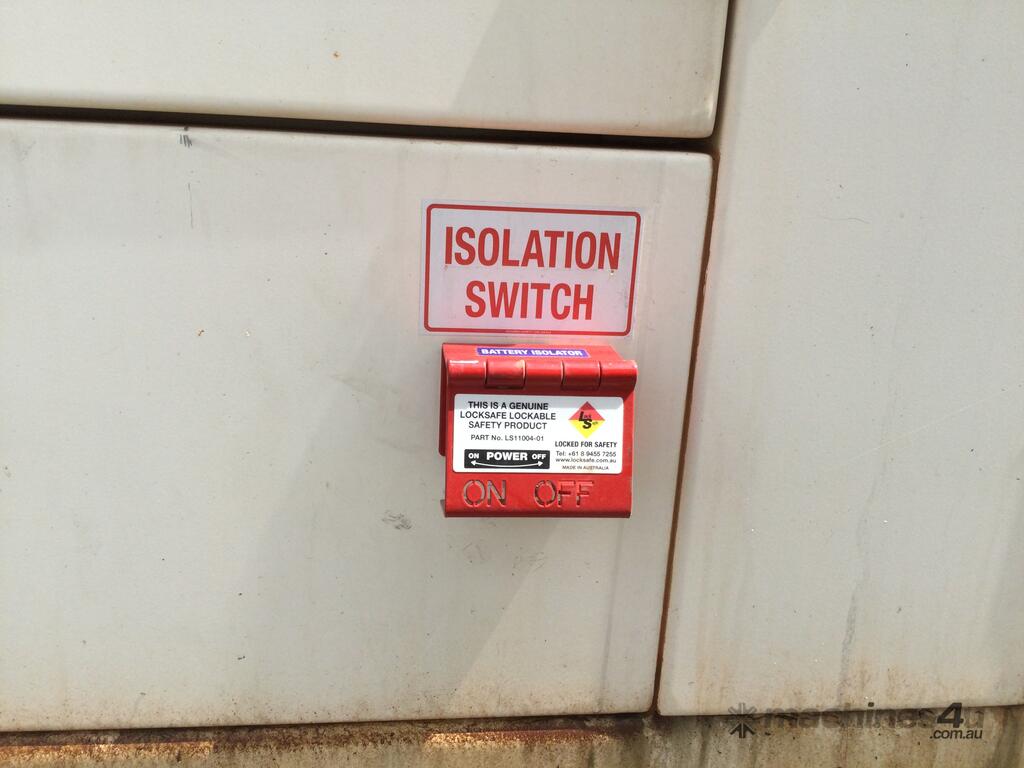 ISOLATION
SWITCH
BATTERY ISOLATOR
THIS IS A GENUINE
LOCKSAFE LOCKABLE
SAFETY PRODUCT
PART No. LS11004-01
LOCKED FOR SAFETY
Tel: +61 8 9455 7255
www.locksafe.com.au
MADE IN AUSTRALIA
ON POWER OFF
ON OFF
machines4u
.com.au